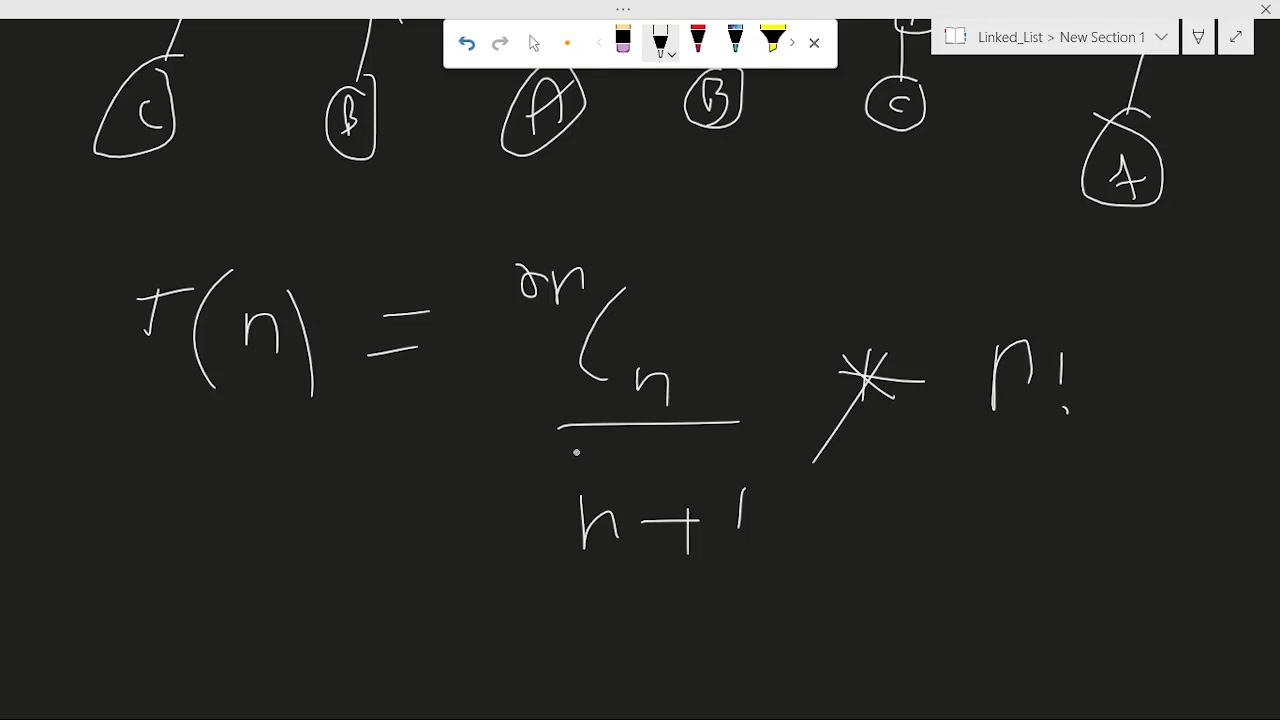 Linked_List > New Section 1
C B A B C A
T(n) = 2nCn / n+1 * n!